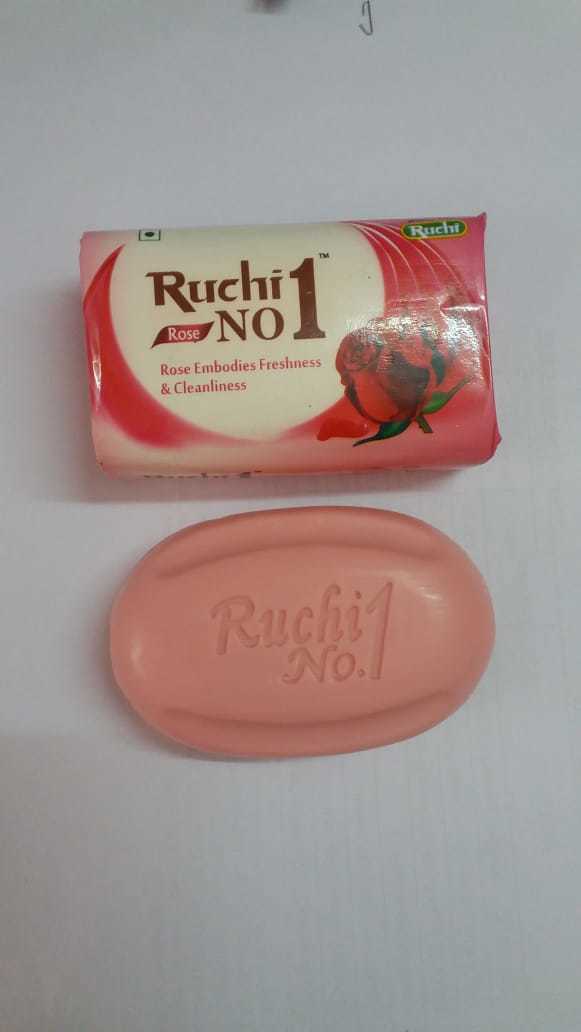 Ruchi
Ruchi 1 ™
Rose NO
Rose Embodies Freshness
& Cleanliness
Ruchi
No.1